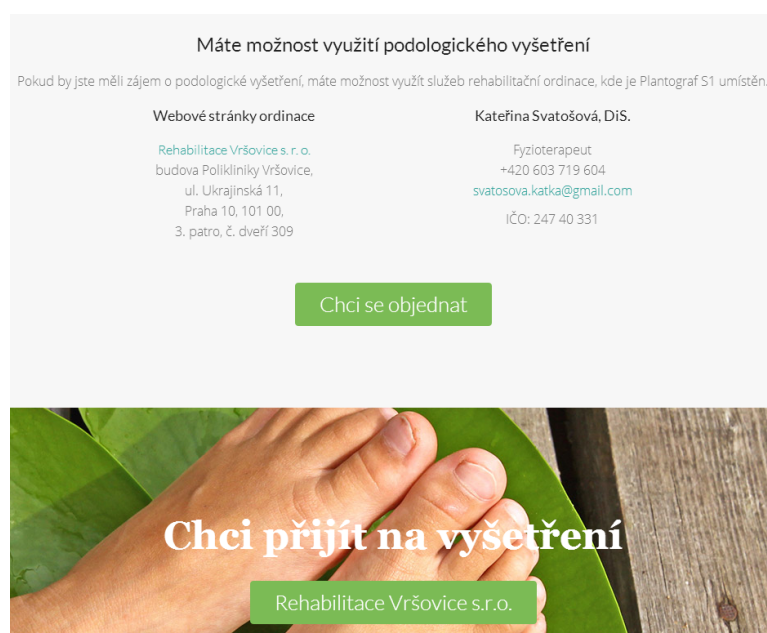 Máte možnost využití podologického vyšetření
Pokud by jste měli zájem o podologické vyšetření, máte možnost využít služeb rehabilitační ordinace, kde je Plantograf S1 umístěn.
Webové stránky ordinace
Rehabilitace Vršovice s. r. o.
budova Polikliniky Vršovice,
ul. Ukrajinská 11,
Praha 10, 101 00,
3. patro, č. dveří 309
Kateřina Svatošová, DiS.
Fyzioterapeut
+420 603 719 604
svatosova.katka@gmail.com
IČO: 247 40 331
Chci se objednat
Chci přijít na vyšetření
Rehabilitace Vršovice s.r.o.